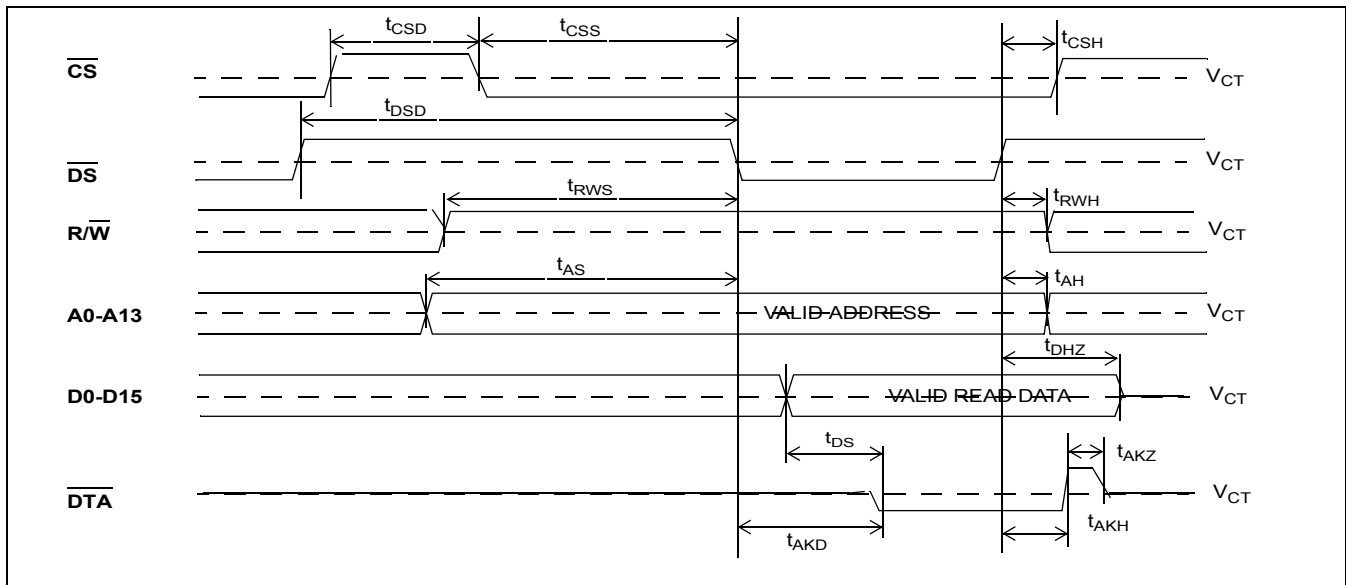 tCSD
tCSS
tCSH
CS
VCT
tDSD
DS
VCT
tRWS
tRWH
R/W
VCT
tAS
tAH
A0-A13
VALID ADDRESS
VCT
tDHZ
D0-D15
VALID READ DATA
VCT
tDS
tAKZ
DTA
VCT
tAKD
tAKH